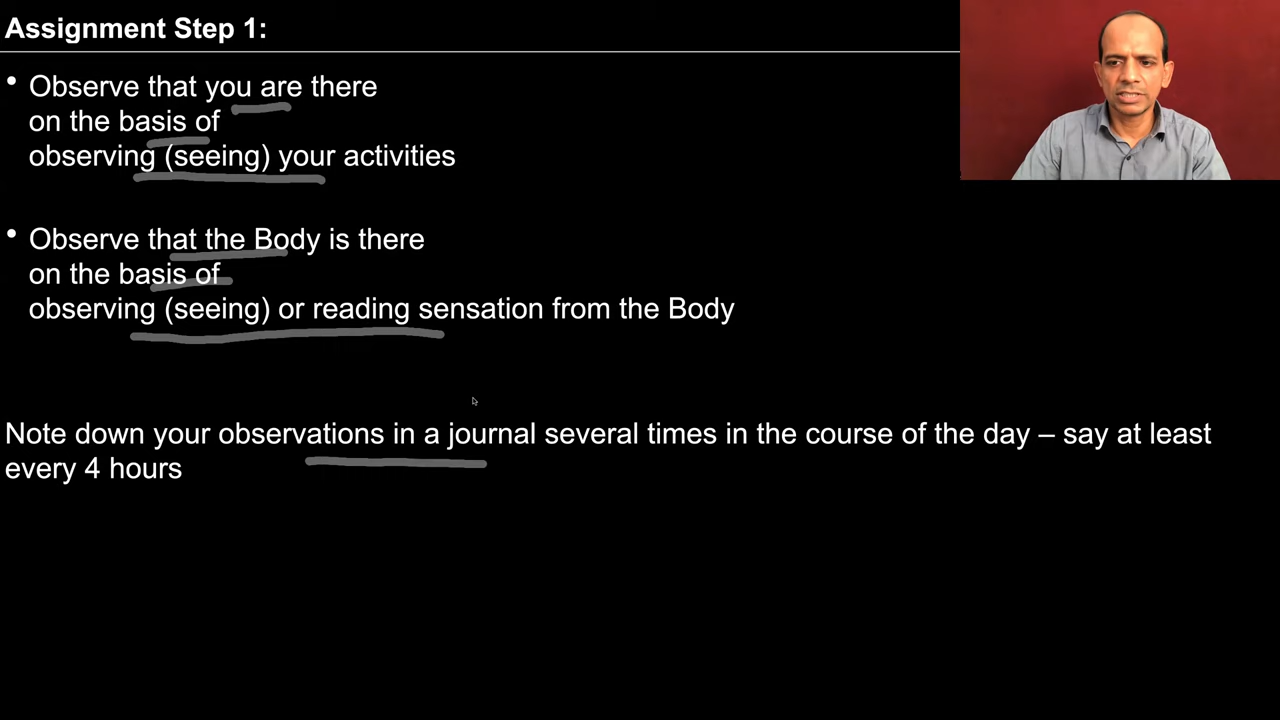 Assignment Step 1:
• Observe that you are there
on the basis of
observing (seeing) your activities
• Observe that the Body is there
on the basis of
observing (seeing) or reading sensation from the Body
Note down your observations in a journal several times in the course of the day – say at least
every 4 hours